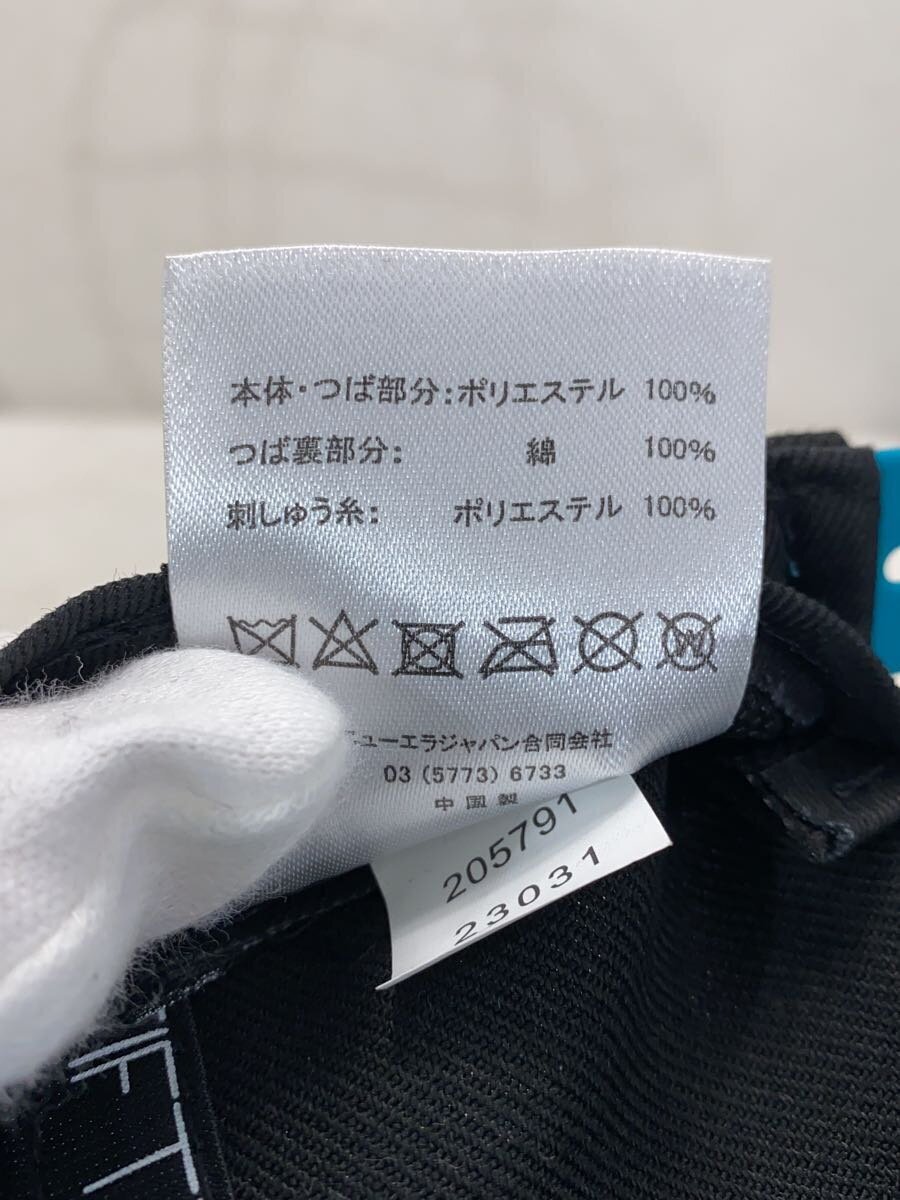 本体・つば部分:ポリエステル 100%
つば裏部分: 綿 100%
刺しゅう糸: ポリエステル 100%
ューエラジャパン合同会社
03 (5773) 6733
中国製
205791
23031